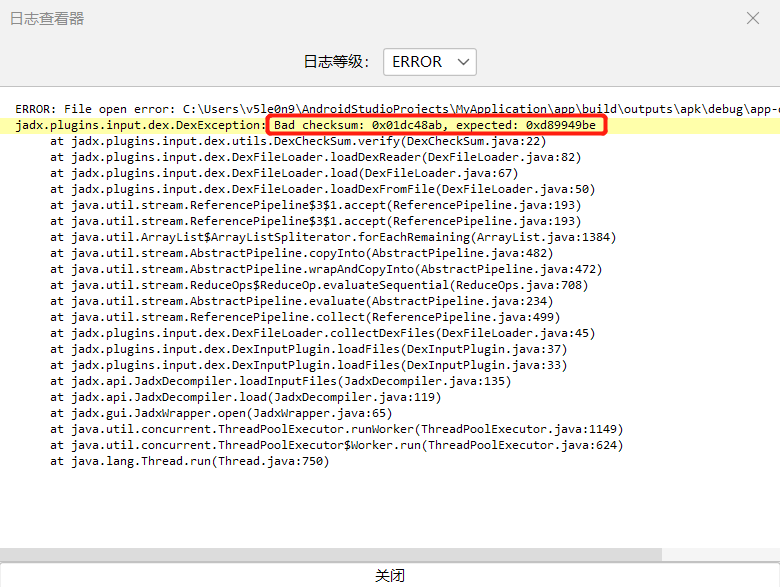 日志查看器
日志等级： ERROR
ERROR: File open error: C:\Users\v5le0n9\AndroidStudioProjects\MyApplication\app\build\outputs\apk\debug\app-
jadx.plugins.input.dex.DexException: Bad checksum: 0x01dc48ab, expected: 0xd89949be
at jadx.plugins.input.dex.utils.DexCheckSum.verify(DexCheckSum.java:22)
at jadx.plugins.input.dex.DexFileLoader.loadDexReader(DexFileLoader.java:82)
at jadx.plugins.input.dex.DexFileLoader.load(DexFileLoader.java:67)
at jadx.plugins.input.dex.DexFileLoader.loadDexFromFile(DexFileLoader.java:50)
at java.util.stream.ReferencePipeline$3$1.accept(ReferencePipeline.java:193)
at java.util.stream.ReferencePipeline$3$1.accept(ReferencePipeline.java:193)
at java.util.ArrayList$ArrayListSpliterator.forEachRemaining(ArrayList.java:1384)
at java.util.stream.AbstractPipeline.copyInto(AbstractPipeline.java:482)
at java.util.stream.AbstractPipeline.wrapAndCopyInto(AbstractPipeline.java:472)
at java.util.stream.ReduceOps$ReduceOp.evaluateSequential(ReduceOps.java:708)
at java.util.stream.AbstractPipeline.evaluate(AbstractPipeline.java:234)
at java.util.stream.ReferencePipeline.collect(ReferencePipeline.java:499)
at jadx.plugins.input.dex.DexFileLoader.collectDexFiles(DexFileLoader.java:45)
at jadx.plugins.input.dex.DexInputPlugin.loadFiles(DexInputPlugin.java:37)
at jadx.plugins.input.dex.DexInputPlugin.loadFiles(DexInputPlugin.java:33)
at jadx.api.JadxDecompiler.loadInputFiles(JadxDecompiler.java:135)
at jadx.api.JadxDecompiler.load(JadxDecompiler.java:119)
at jadx.gui.JadxWrapper.open(JadxWrapper.java:65)
at java.util.concurrent.ThreadPoolExecutor.runWorker(ThreadPoolExecutor.java:1149)
at java.util.concurrent.ThreadPoolExecutor$Worker.run(ThreadPoolExecutor.java:624)
at java.lang.Thread.run(Thread.java:750)
关闭